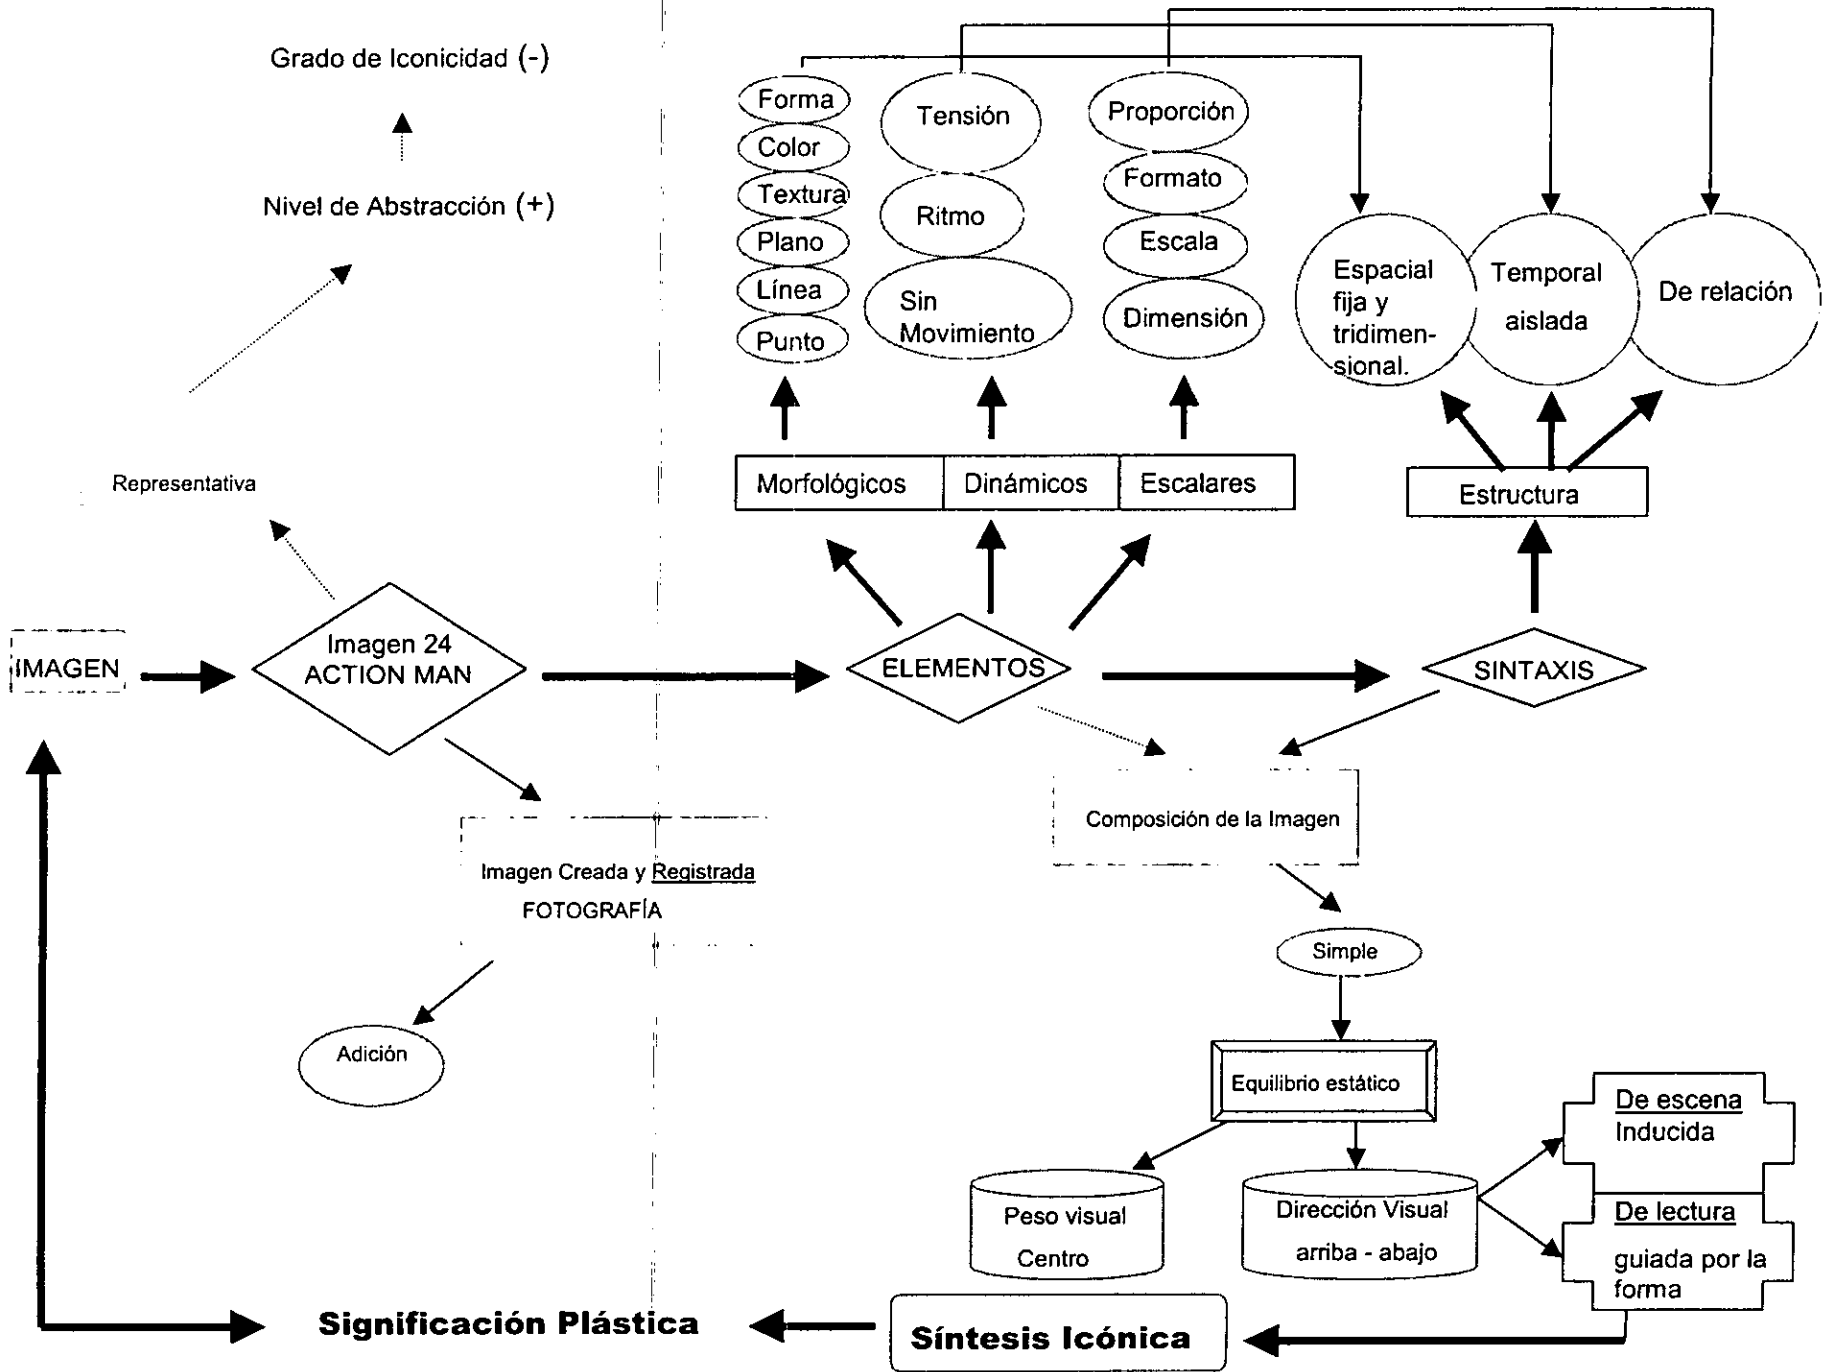 Grado de Iconicidad (-)
Nivel de Abstracción (+)
Representativa
IMAGEN
Imagen 24
ACTION MAN
Imagen Creada y Registrada
FOTOGRAFÍA
Adición
Forma
Color
Textura
Plano
Línea
Punto
Tensión
Ritmo
Sin
Movimiento
Proporción
Formato
Escala
Dimensión
Espacial
fija y
tridimen-
sional.
Temporal
aislada
De relación
Morfológicos
Dinámicos
Escalares
Estructura
ELEMENTOS
SINTAXIS
Composición de la Imagen
Simple
Equilibrio estático
Peso visual
Centro
Dirección Visual
arriba - abajo
De escena
Inducida
De lectura
guiada por la
forma
Síntesis Icónica
Significación Plástica